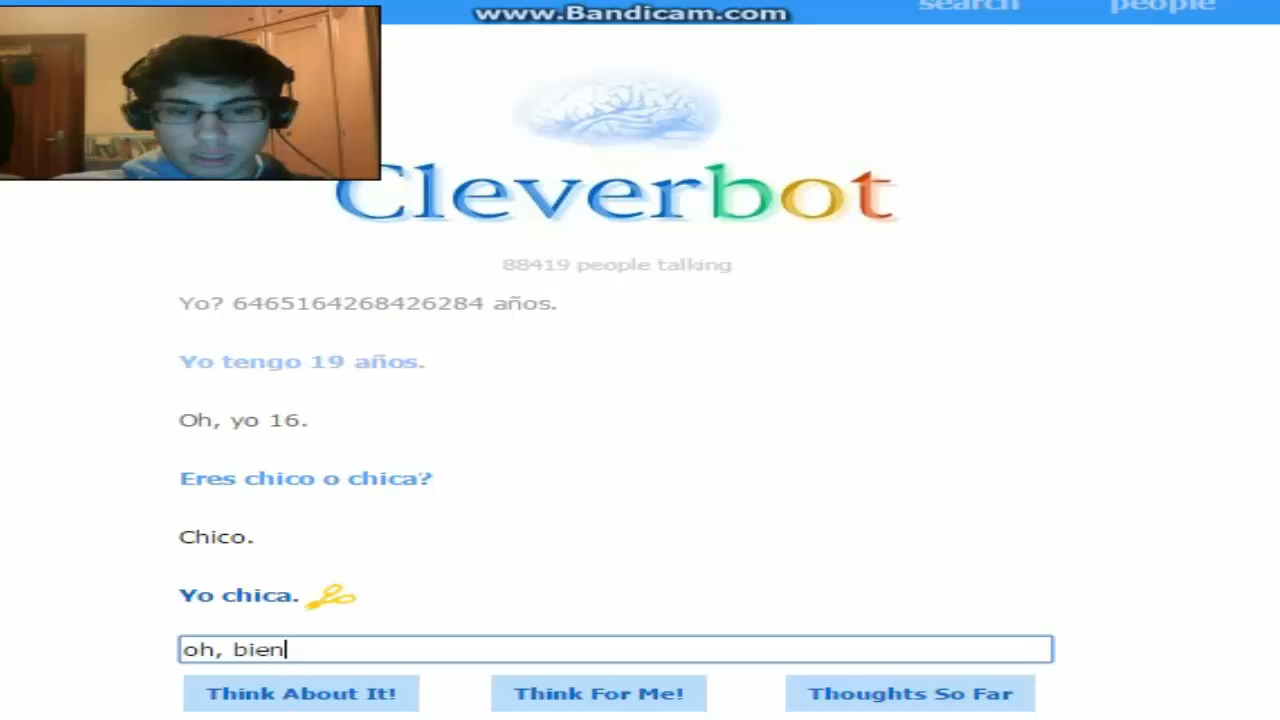 www.Bandicam.com
search people
Cleverbot
88419 people talking
Yo? 6465164268426284 años.
Yo tengo 19 años.
Oh, yo 16.
Eres chico o chica?
Chico.
Yo chica.
oh, bien
Think About It! Think For Me! Thoughts So Far